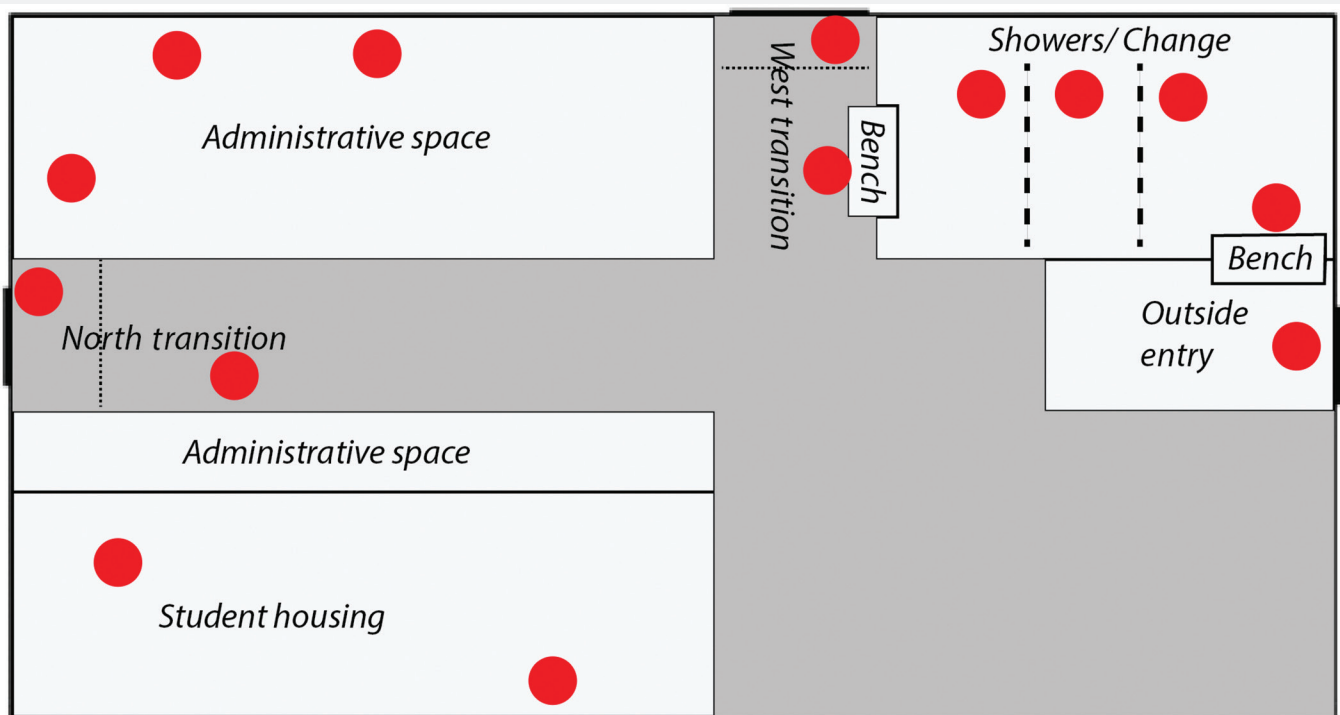 Showers/ Change
Administrative space
West transition
Bench
Bench
Outside
entry
North transition
Administrative space
Student housing